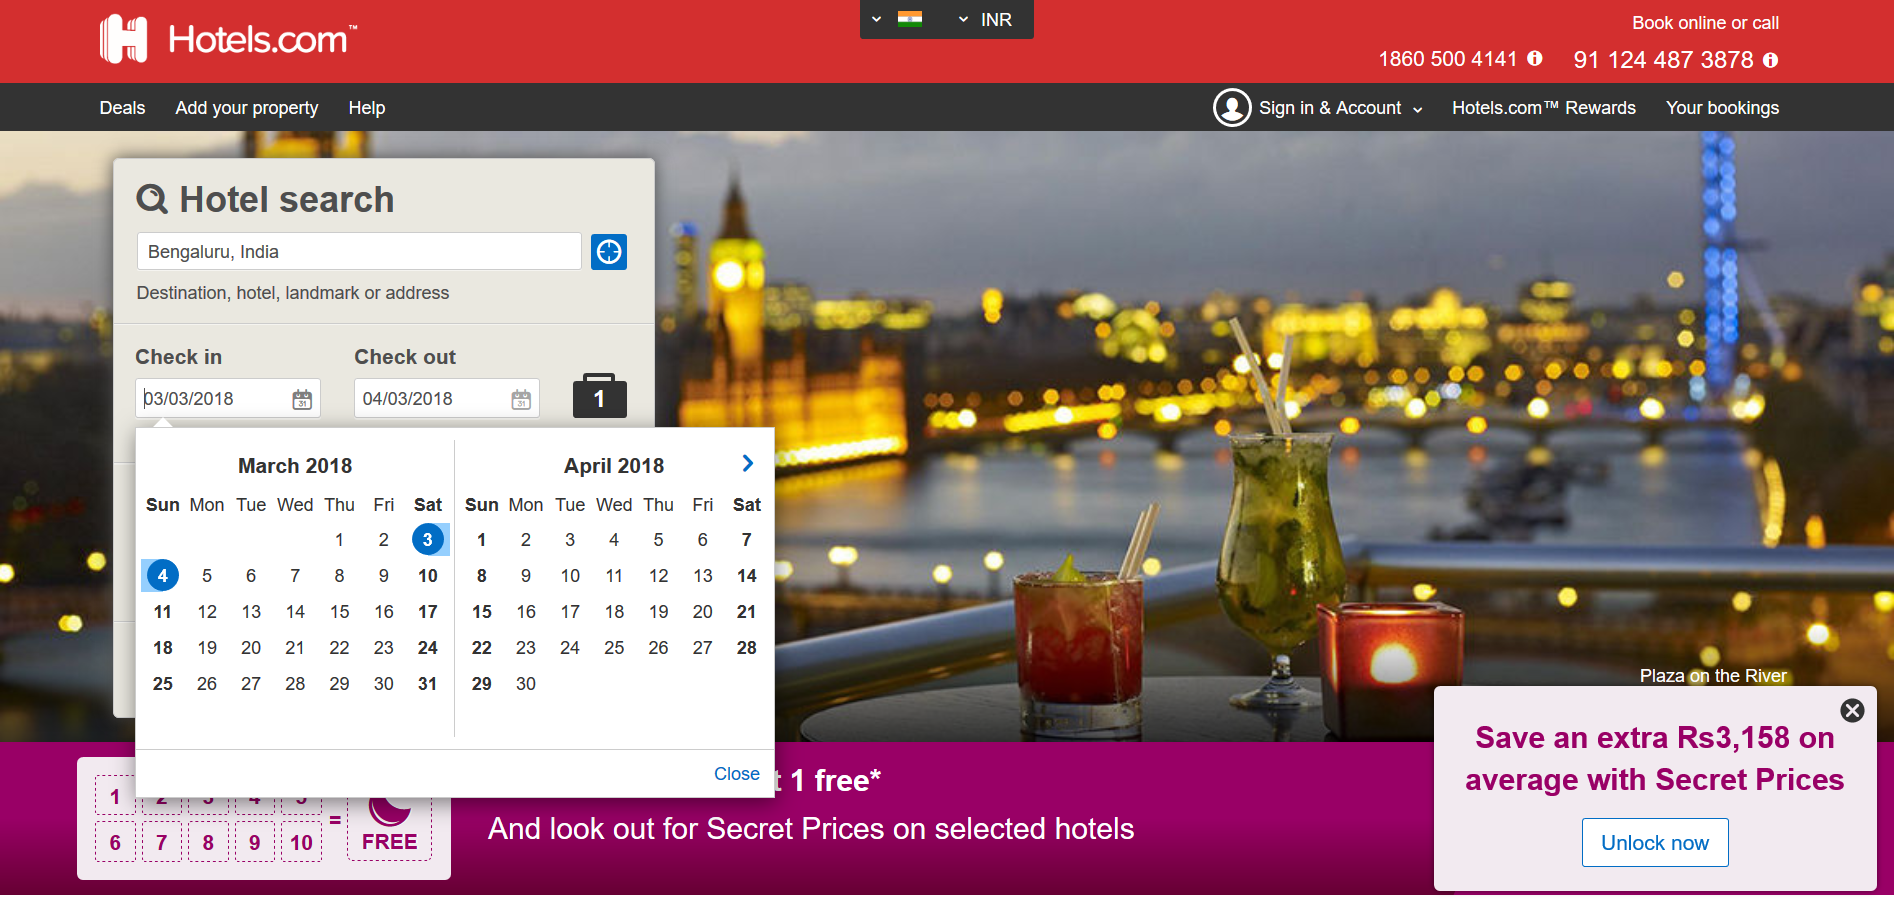 Hotels.com™
INR
Book online or call
1860 500 4141
91 124 487 3878
Deals
Add your property
Help
Sign in & Account
Hotels.com™ Rewards
Your bookings
Hotel search
Bengaluru, India
Destination, hotel, landmark or address
Check in
Check out
03/03/2018
31
04/03/2018
31
1
March 2018
Sun Mon Tue Wed Thu Fri Sat
1 2 3
4 5 6 7 8 9 10
11 12 13 14 15 16 17
18 19 20 21 22 23 24
25 26 27 28 29 30 31
April 2018
Sun Mon Tue Wed Thu Fri Sat
1 2 3 4 5 6 7
8 9 10 11 12 13 14
15 16 17 18 19 20 21
22 23 24 25 26 27 28
29 30
Close
Plaza on the River
1 2 3 4 5
6 7 8 9 10
=
FREE
1 free*
And look out for Secret Prices on selected hotels
Save an extra Rs3,158 on
average with Secret Prices
Unlock now